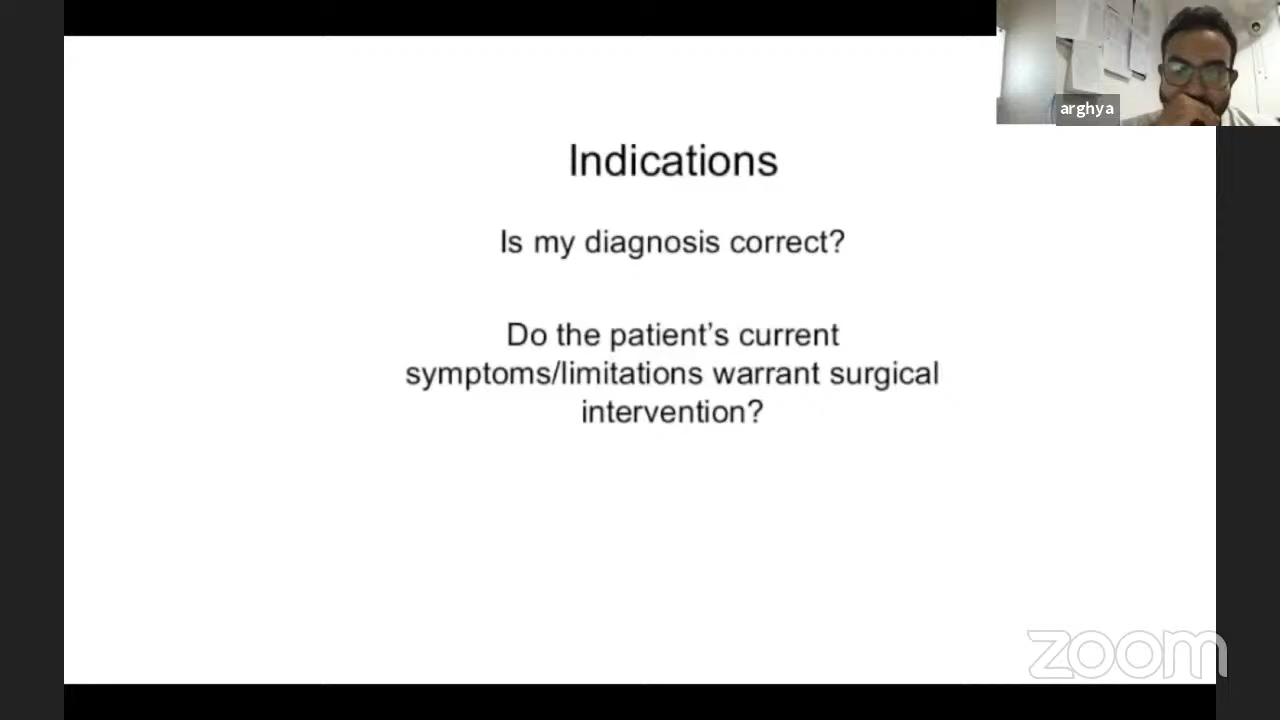 arghya
Indications
Is my diagnosis correct?
Do the patient’s current
symptoms/limitations warrant surgical
intervention?
zoom